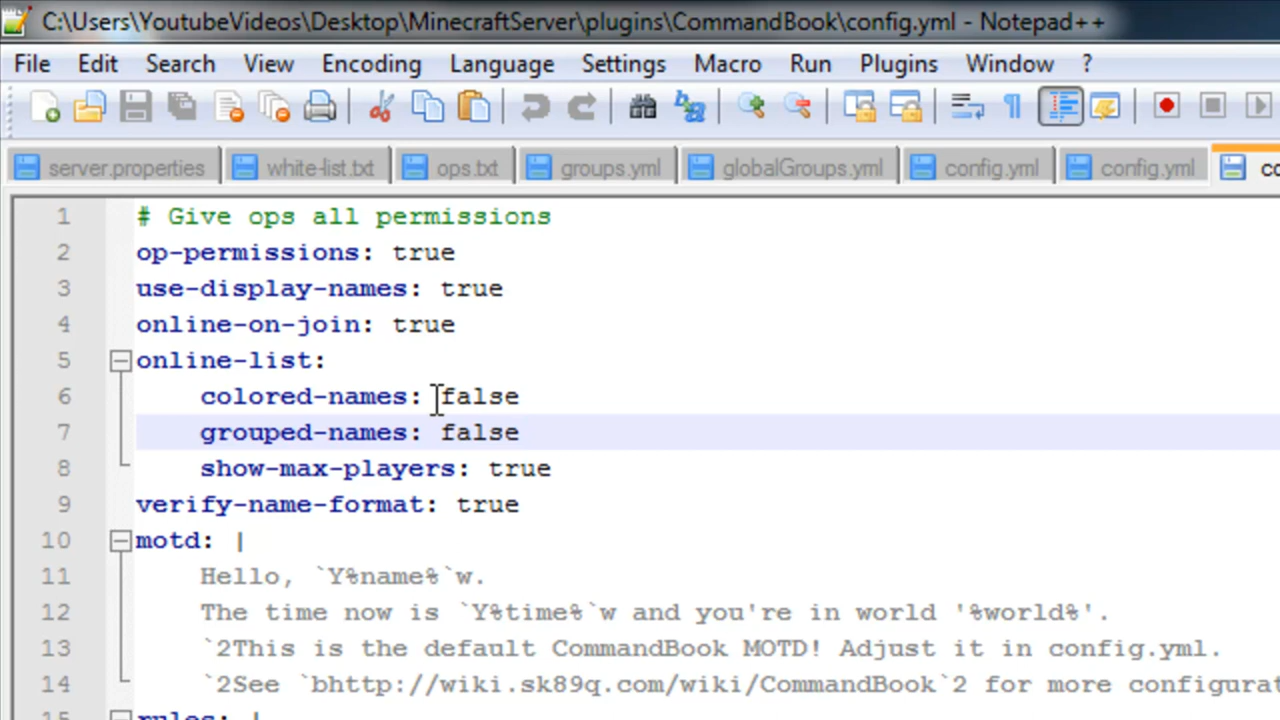 C:\Users\YoutubeVideos\Desktop\MinecraftServer\plugins\CommandBook\config.yml - Notepad++
File Edit Search View Encoding Language Settings Macro Run Plugins Window ?
server.properties white-list.txt ops.txt groups.yml globalGroups.yml config.yml config.yml
1 # Give ops all permissions
2 op-permissions: true
3 use-display-names: true
4 online-on-join: true
5 online-list:
6 colored-names: false
7 grouped-names: false
8 show-max-players: true
9 verify-name-format: true
10 motd: |
11 Hello, `Y%name%`w.
12 The time now is `Y%time%`w and you're in world '%world%'.
13 `2This is the default CommandBook MOTD! Adjust it in config.yml.
14 `2See `bhttp://wiki.sk89q.com/wiki/CommandBook`2 for more configurat
15 rules: |